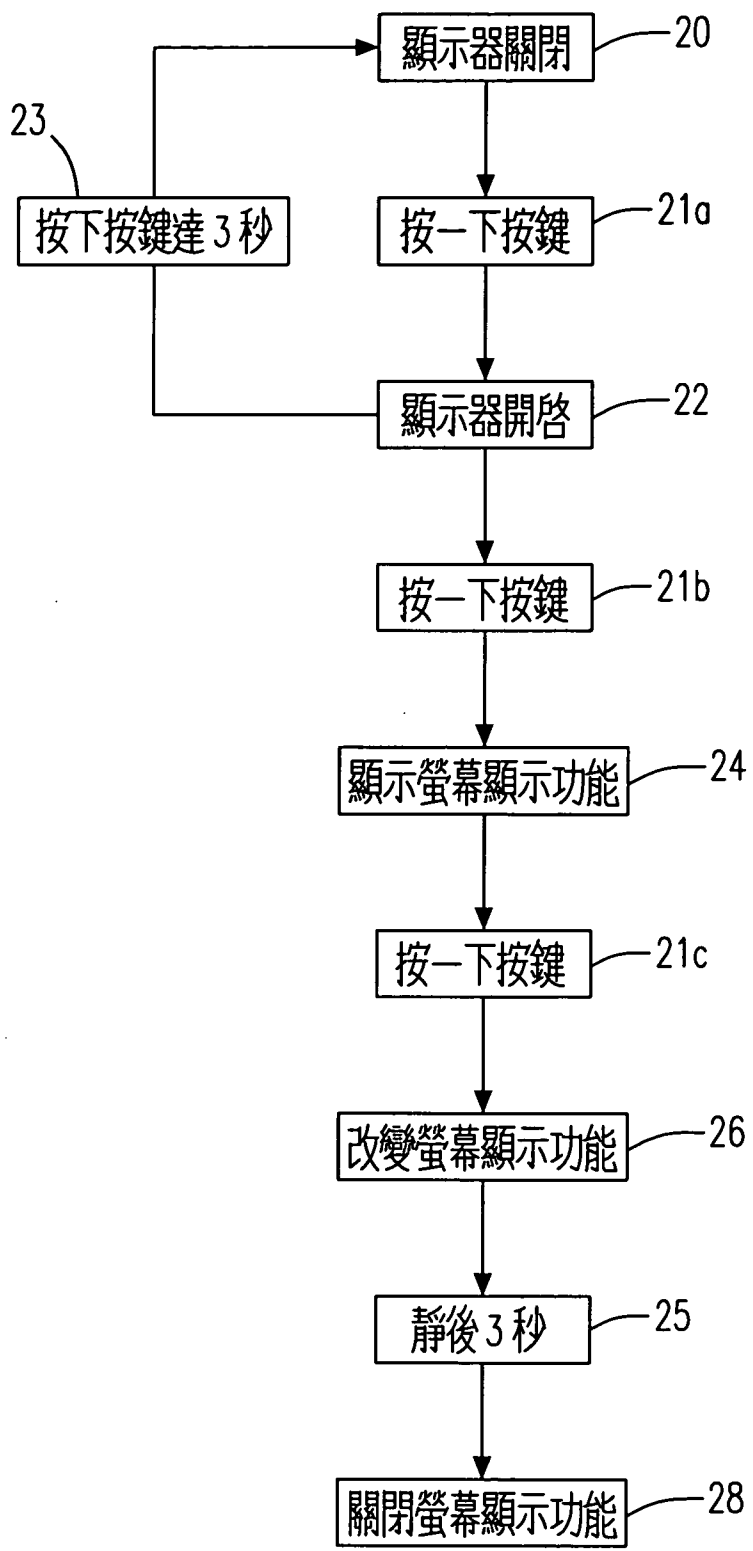 顯示器關閉
20
23
按下按鍵達3秒
按一下按鍵
21a
顯示器開啓
22
按一下按鍵
21b
顯示螢幕顯示功能
24
按一下按鍵
21c
改變螢幕顯示功能
26
靜後3秒
25
關閉螢幕顯示功能
28